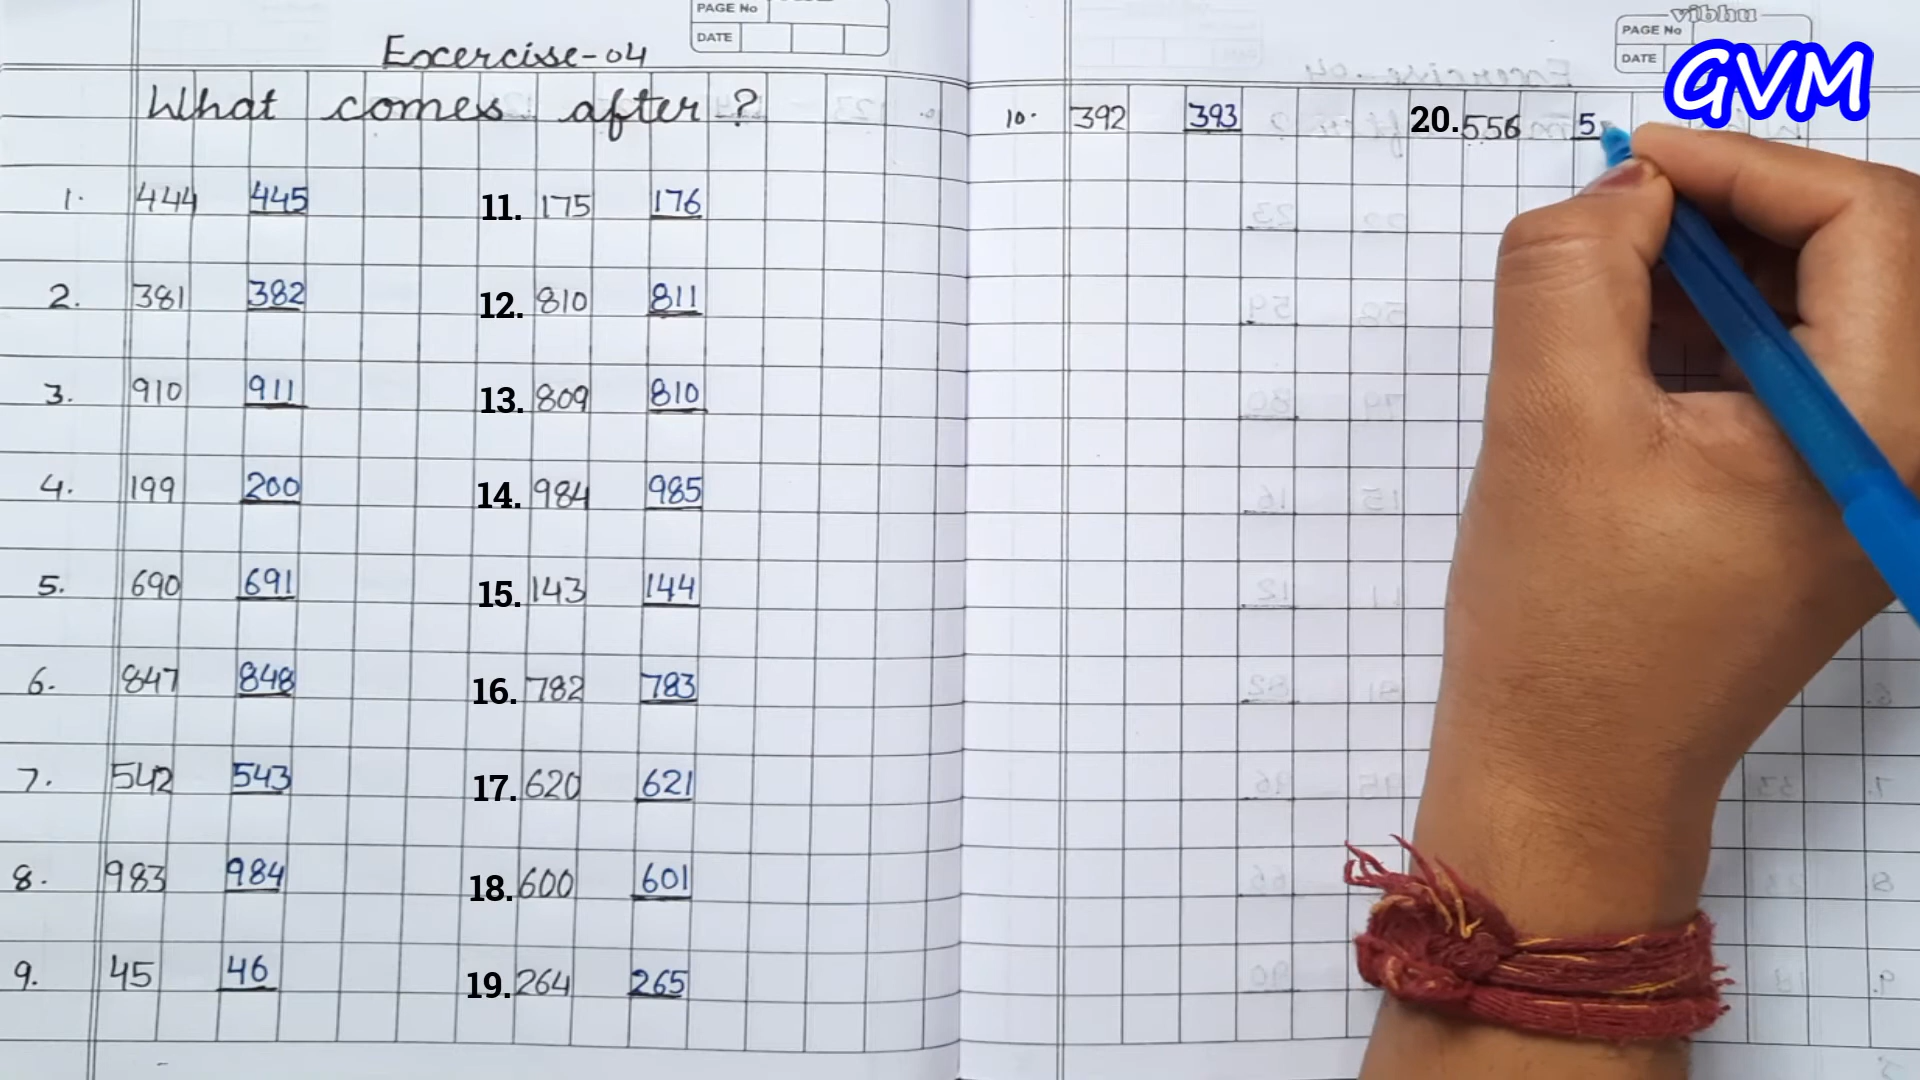 PAGE No
DATE
Excercise-04
What comes after?
1. 444 445
2. 381 382
3. 910 911
4. 199 200
5. 690 691
6. 847 848
7. 542 543
8. 983 984
9. 45 46
11. 175 176
12. 810 811
13. 809 810
14. 984 985
15. 143 144
16. 782 783
17. 620 621
18. 600 601
19. 264 265
vibhu
PAGE No
DATE
GVM
10. 392 393
20. 556 5